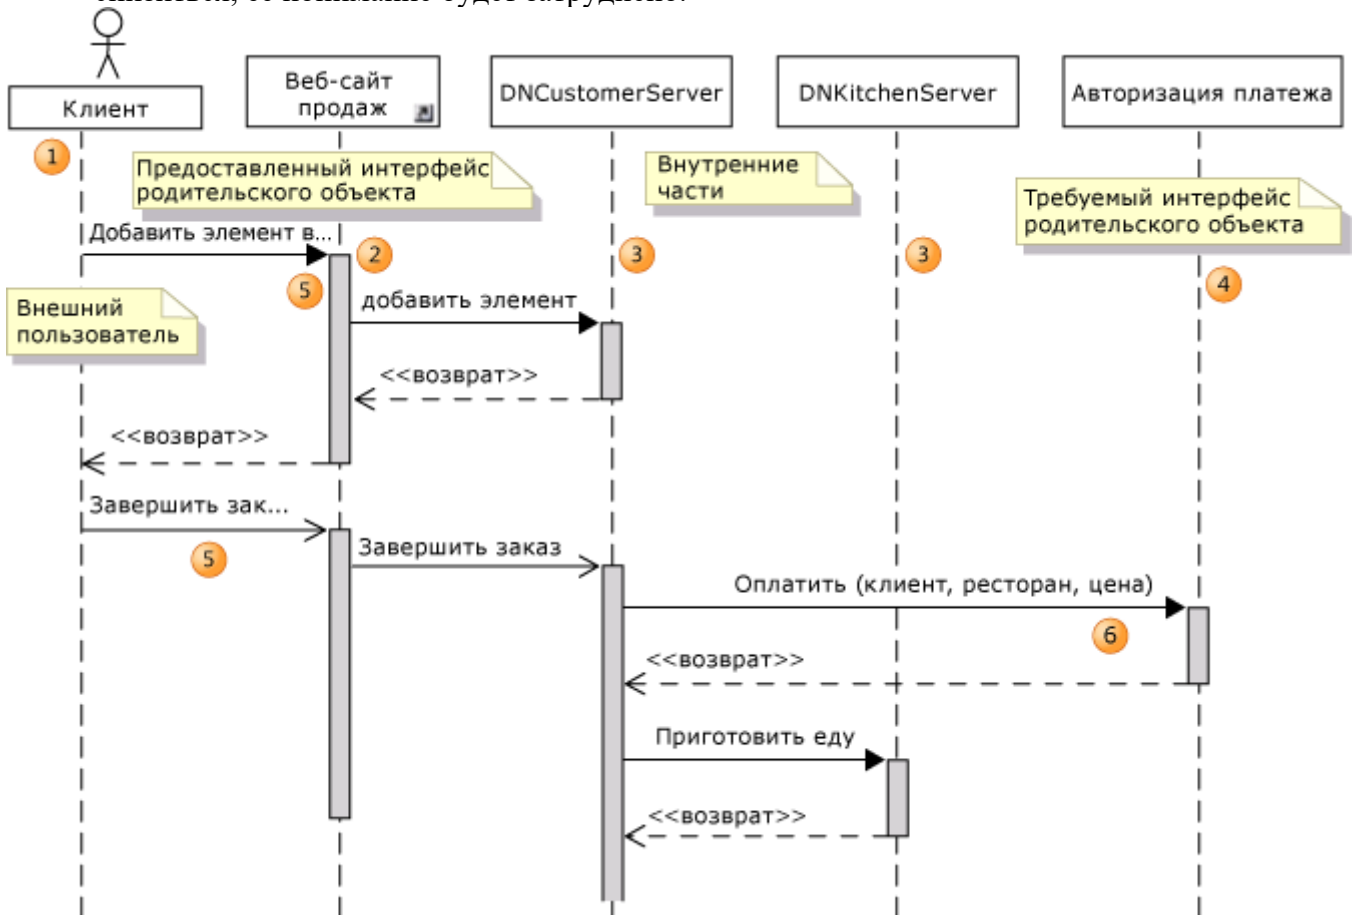 Клиент
Веб-сайт
продаж
DNCustomerServer
DNKitchenServer
Авторизация платежа
1
Предоставленный интерфейс
родительского объекта
Внутренние
части
Требуемый интерфейс
родительского объекта
Добавить элемент в...
2
3
3
4
5
Внешний
пользователь
добавить элемент
<<возврат>>
<<возврат>>
Завершить зак...
5
Завершить заказ
Оплатить (клиент, ресторан, цена)
6
<<возврат>>
Приготовить еду
<<возврат>>